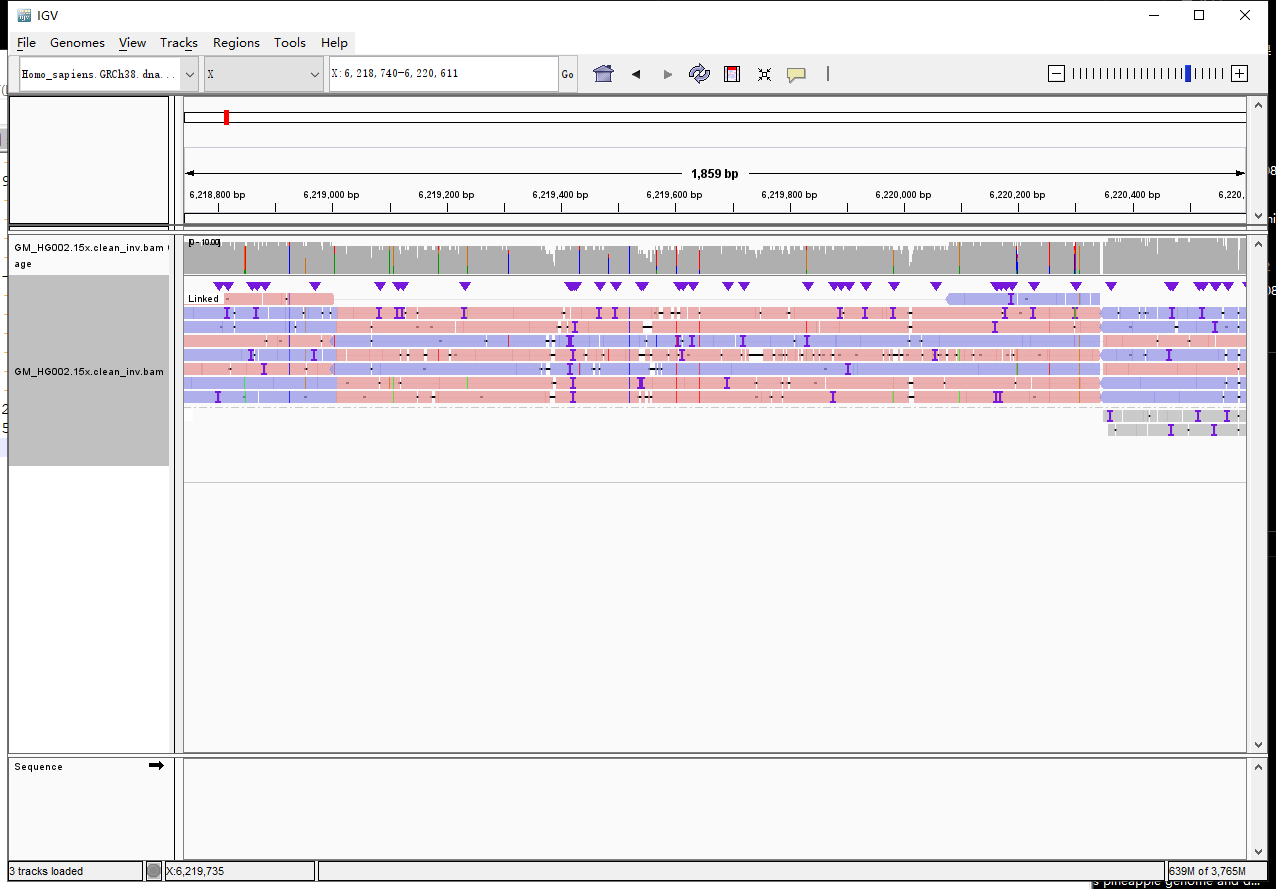 IGV
File Genomes View Tracks Regions Tools Help
Homo_sapiens.GRCh38.dna... X X:6,218,740-6,220,611 Go
1,859 bp
6,218,800 bp 6,219,000 bp 6,219,200 bp 6,219,400 bp 6,219,600 bp 6,219,800 bp 6,220,000 bp 6,220,200 bp 6,220,400 bp 6,220,
GM_HG002.15x.clean_inv.bam
age
[0 - 10.00]
Linked
GM_HG002.15x.clean_inv.bam
Sequence
3 tracks loaded X:6,219,735 639M of 3,765M